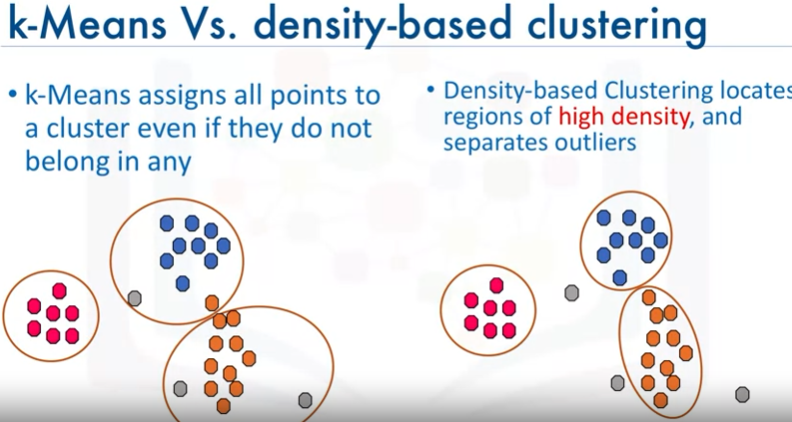 k-Means Vs. density-based clustering
• k-Means assigns all points to
a cluster even if they do not
belong in any
• Density-based Clustering locates
regions of high density, and
separates outliers